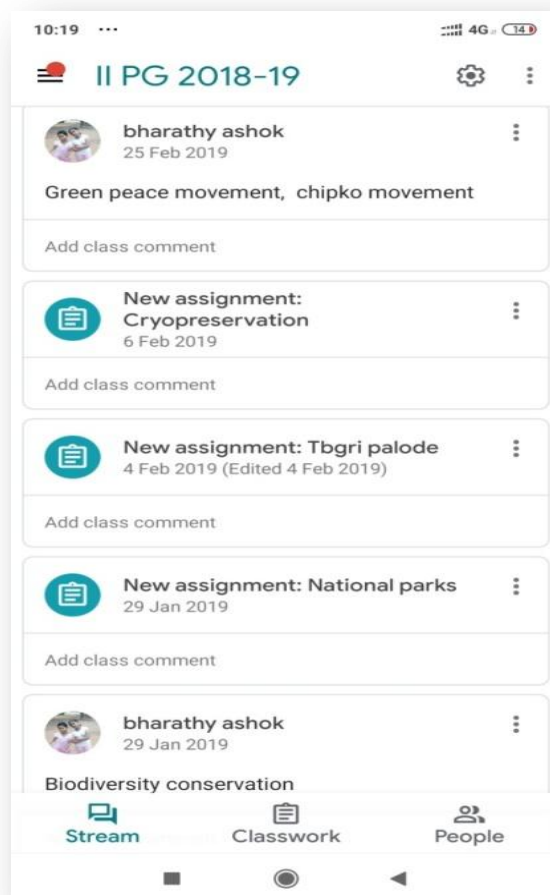 10:19 ... 4G 14
II PG 2018-19
bharathy ashok
25 Feb 2019
Green peace movement, chipko movement
Add class comment
New assignment:
Cryopreservation
6 Feb 2019
Add class comment
New assignment: Tbgri palode
4 Feb 2019 (Edited 4 Feb 2019)
Add class comment
New assignment: National parks
29 Jan 2019
Add class comment
bharathy ashok
29 Jan 2019
Biodiversity conservation
Stream Classwork People